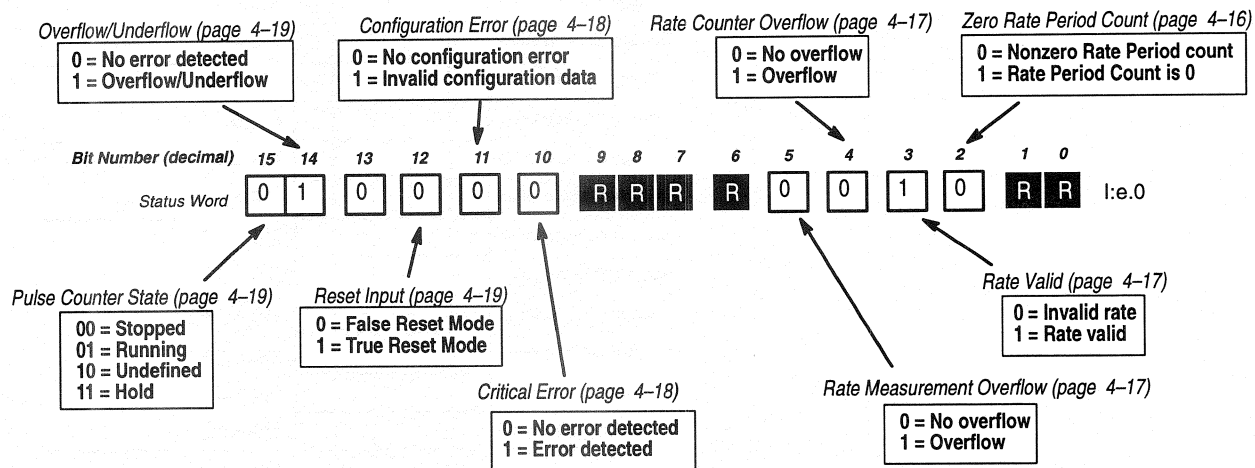 Overflow/Underflow (page 4–19)
0 = No error detected
1 = Overflow/Underflow
Configuration Error (page 4–18)
0 = No configuration error
1 = Invalid configuration data
Rate Counter Overflow (page 4–17)
0 = No overflow
1 = Overflow
Zero Rate Period Count (page 4–16)
0 = Nonzero Rate Period count
1 = Rate Period Count is 0
Bit Number (decimal) 15 14 13 12 11 10 9 8 7 6 5 4 3 2 1 0
Status Word 0 1 0 0 0 0 R R R R 0 0 1 0 R R I:e.0
Pulse Counter State (page 4–19)
00 = Stopped
01 = Running
10 = Undefined
11 = Hold
Reset Input (page 4–19)
0 = False Reset Mode
1 = True Reset Mode
Critical Error (page 4–18)
0 = No error detected
1 = Error detected
Rate Measurement Overflow (page 4–17)
0 = No overflow
1 = Overflow
Rate Valid (page 4–17)
0 = Invalid rate
1 = Rate valid